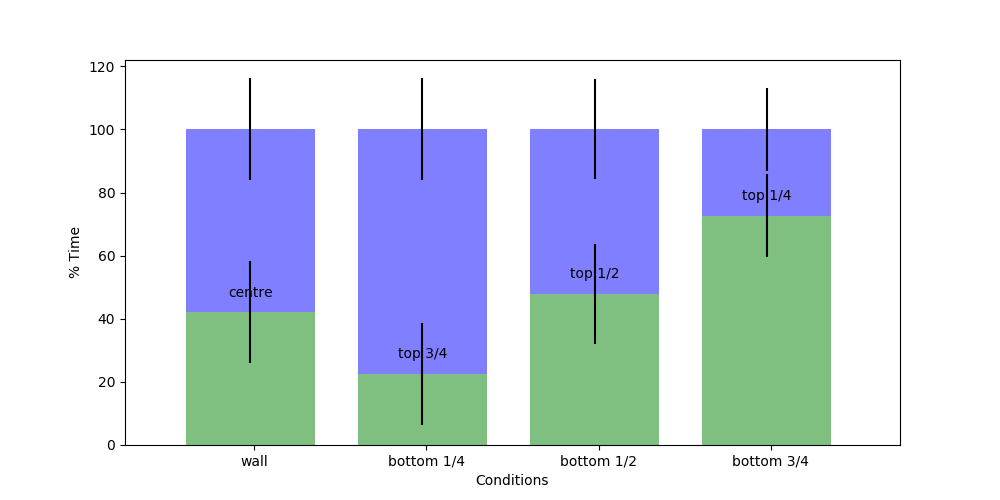 120
100
80
60
40
20
0
% Time
centre
top 3/4
top 1/2
top 1/4
wall
bottom 1/4
bottom 1/2
bottom 3/4
Conditions